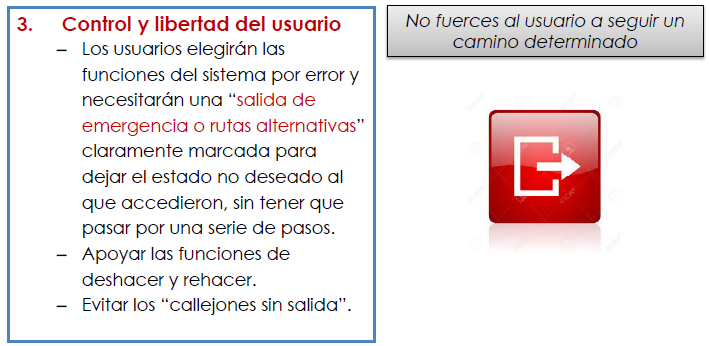 3. Control y libertad del usuario
– Los usuarios elegirán las
funciones del sistema por error y
necesitarán una “salida de
emergencia o rutas alternativas”
claramente marcada para
dejar el estado no deseado al
que accedieron, sin tener que
pasar por una serie de pasos.
– Apoyar las funciones de
deshacer y rehacer.
– Evitar los “callejones sin salida”.
No fuerces al usuario a seguir un
camino determinado